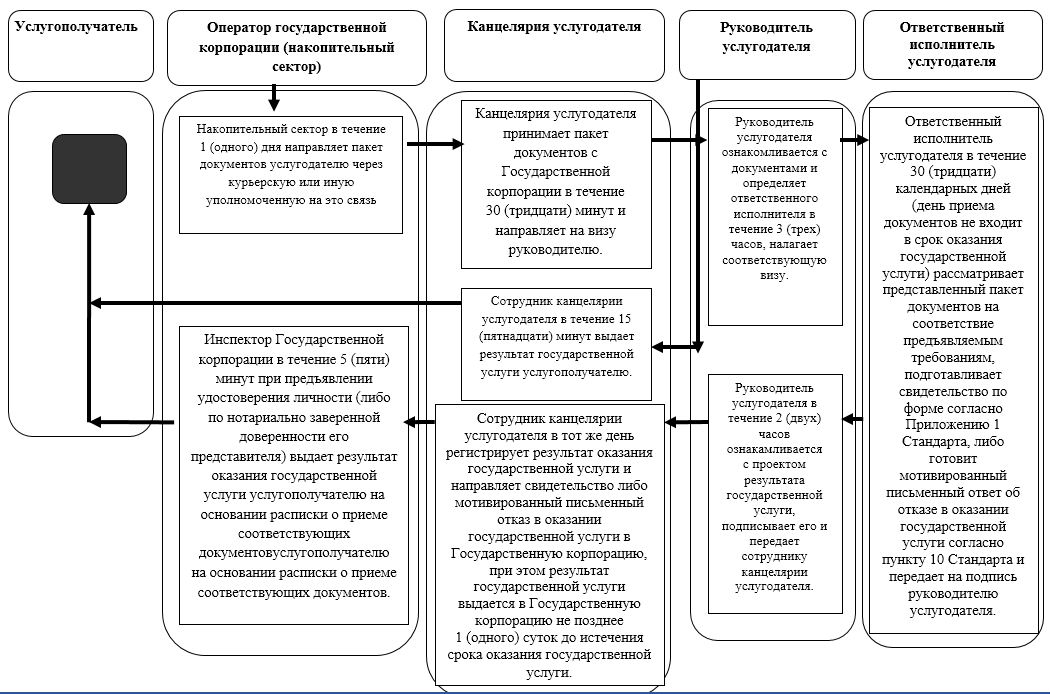 Услугополучатель
Оператор государственной
корпорации (накопительный
сектор)
Канцелярия услугодателя
Руководитель
услугодателя
Ответственный
исполнитель
услугодателя
Накопительный сектор в течение
1 (одного) дня направляет пакет
документов услугодателю через
курьерскую или иную
уполномоченную на это связь
Канцелярия услугодателя
принимает пакет
документов с
Государственной
корпорации в течение
30 (тридцати) минут и
направляет на визу
руководителю.
Руководитель
услугодателя
ознакомливается с
документами и
определяет
ответственного
исполнителя в
течение 3 (трех)
часов, налагает
соответствующую
визу.
Ответственный
исполнитель
услугодателя в течение
30 (тридцати)
календарных дней
(день приема
документов не входит
в срок оказания
государственной
услуги) рассматривает
представленный пакет
документов на
соответствие
предъявляемым
требованиям,
подготавливает
свидетельство по
форме согласно
Приложению 1
Стандарта, либо
готовит
мотивированный
письменный ответ об
отказе в оказании
государственной
услуги согласно
пункту 10 Стандарта и
передает на подпись
руководителю
услугодателя.
Сотрудник канцелярии
услугодателя в течение 15
(пятнадцати) минут выдает
результат государственной
услуги услугополучателю.
Инспектор Государственной
корпорации в течение 5 (пяти)
минут при предъявлении
удостоверения личности (либо
по нотариально заверенной
доверенности его
представителя) выдает результат
оказания государственной
услуги услугополучателю на
основании расписки о приеме
соответствующих
документовуслугополучателю
на основании расписки о приеме
соответствующих документов.
Сотрудник канцелярии
услугодателя в тот же день
регистрирует результат оказания
государственной услуги и
направляет свидетельство либо
мотивированный письменный
отказ в оказании
государственной услуги в
Государственную корпорацию,
при этом результат
государственной услуги
выдается в Государственную
корпорацию не позднее
1 (одного) суток до истечения
срока оказания государственной
услуги.
Руководитель
услугодателя в
течение 2 (двух)
часов
ознакамливается
с проектом
результата
государственной
услуги,
подписывает его и
передает
сотруднику
канцелярии
услугодателя.